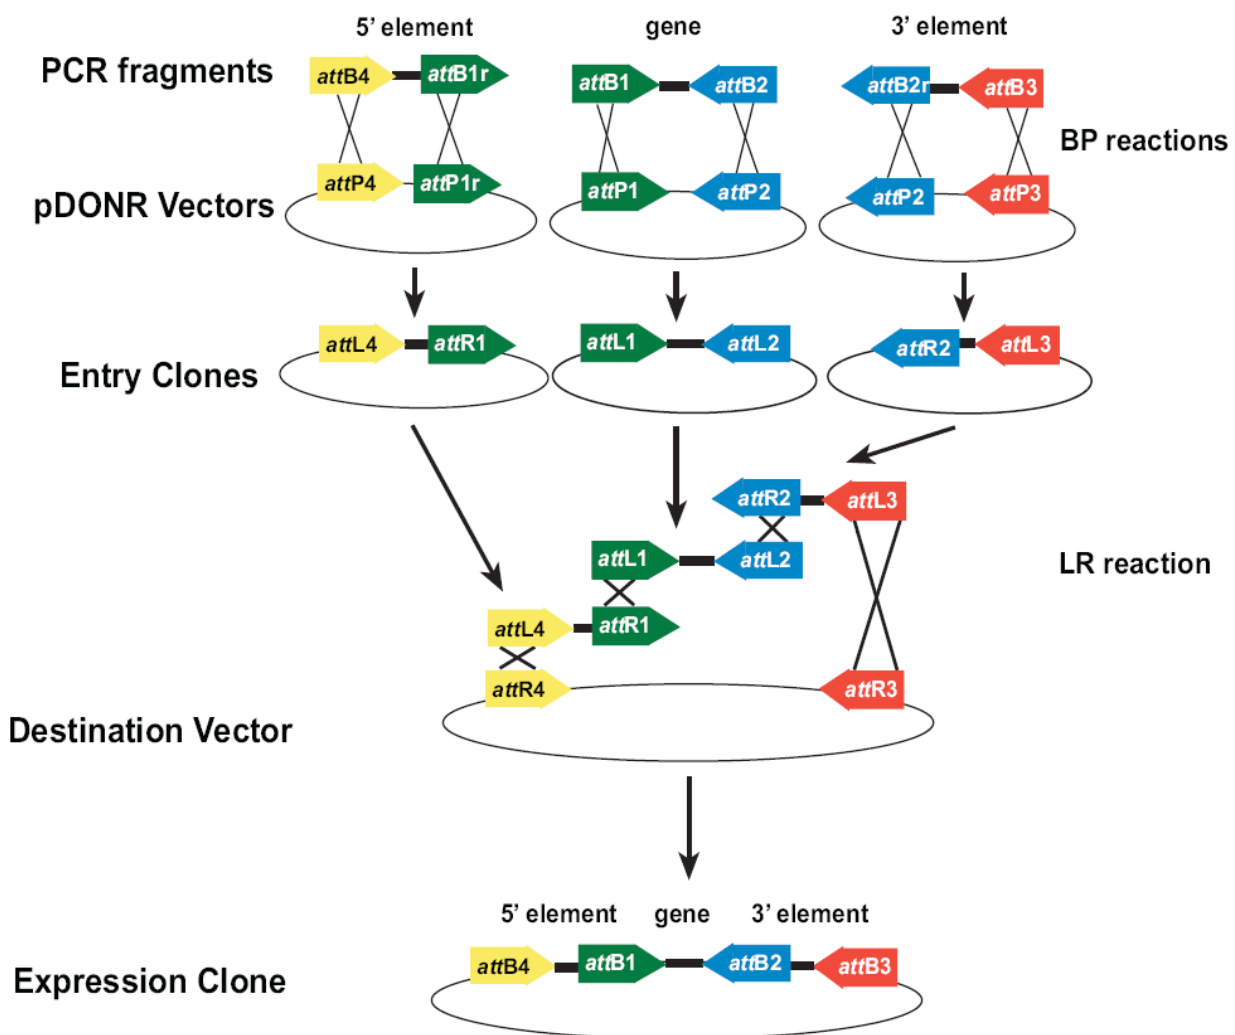 5’ element gene 3’ element
PCR fragments attB4 attB1r attB1 attB2 attB2r attB3
BP reactions
pDONR Vectors attP4 attP1r attP1 attP2 attP2 attP3
Entry Clones attL4 attR1 attL1 attL2 attR2 attL3
attR2 attL3
attL1 attL2
LR reaction
attL4 attR1
attR4 attR3
Destination Vector
5’ element gene 3’ element
Expression Clone attB4 attB1 attB2 attB3